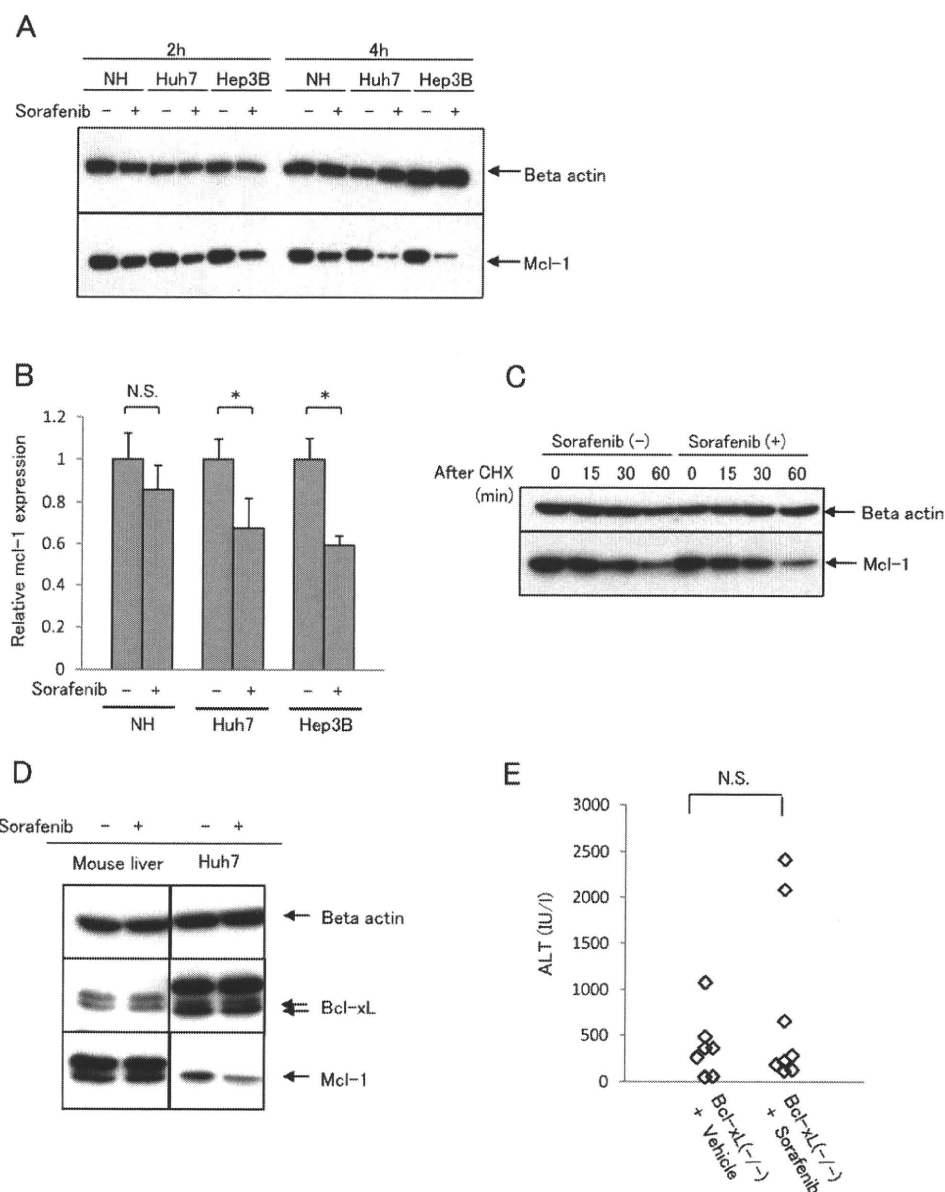 A
2h 4h
NH Huh7 Hep3B NH Huh7 Hep3B
Sorafenib − + − + − + − + − + − +
Beta actin
Mcl-1
B
N.S. * *
Relative mcl-1 expression
1.2
1
0.8
0.6
0.4
0.2
0
Sorafenib − + − + − +
NH Huh7 Hep3B
C
Sorafenib (-) Sorafenib (+)
After CHX 0 15 30 60 0 15 30 60
(min)
Beta actin
Mcl-1
D
Sorafenib − + − +
Mouse liver Huh7
Beta actin
Bcl-xL
Mcl-1
E
N.S.
ALT (IU/l)
3000
2500
2000
1500
1000
500
0
Bcl-xL(-/-)
+ Vehicle
Bcl-xL(-/-)
+ Sorafenib